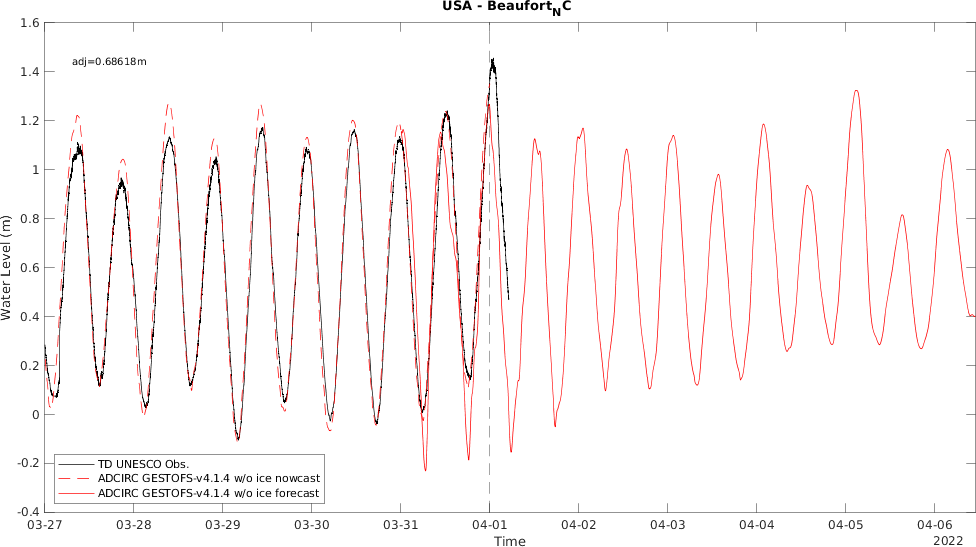 USA - Beaufort_NC
adj=0.68618m
Water Level (m)
1.6
1.4
1.2
1
0.8
0.6
0.4
0.2
0
-0.2
-0.4
TD UNESCO Obs.
ADCIRC GESTOFS-v4.1.4 w/o ice nowcast
ADCIRC GESTOFS-v4.1.4 w/o ice forecast
03-27 03-28 03-29 03-30 03-31 04-01 04-02 04-03 04-04 04-05 04-06
Time
2022